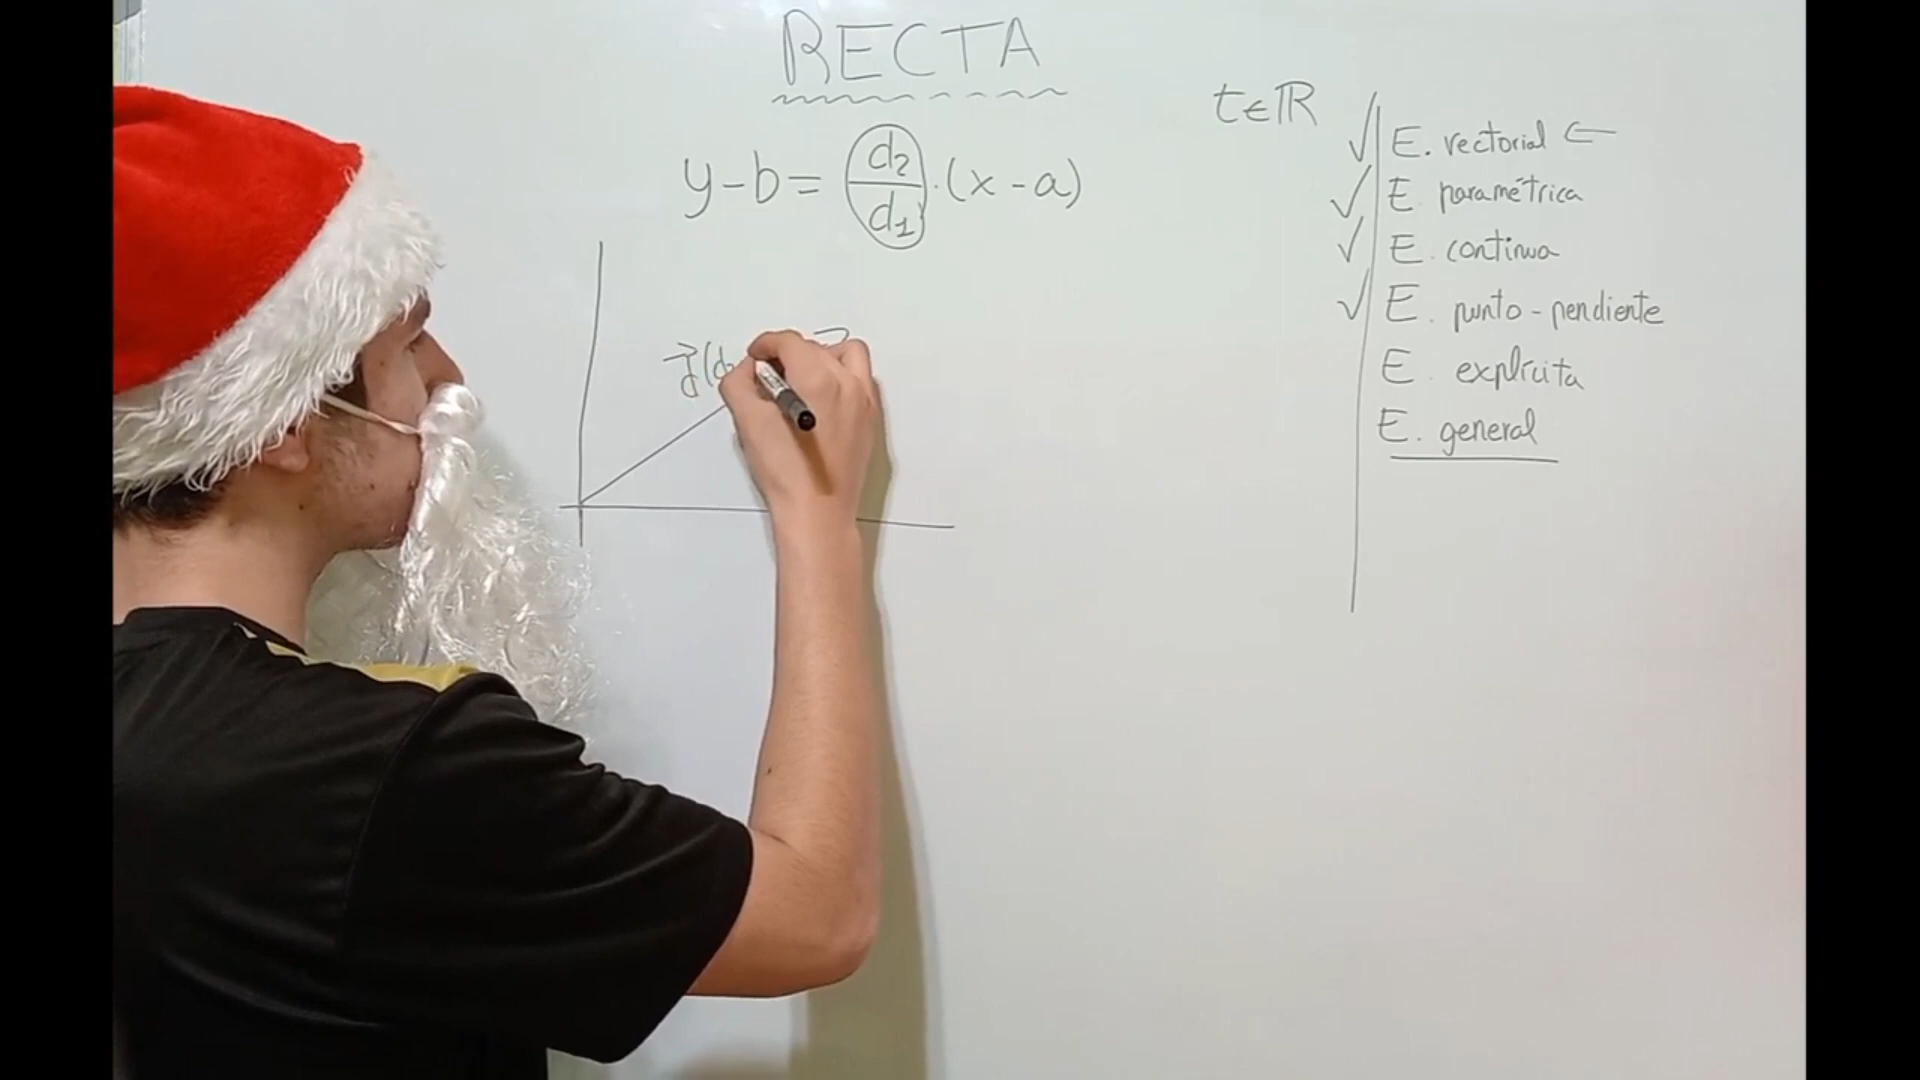 RECTA
y-b = d₂/d₁ · (x-a)
t∈ℝ
E. vectorial ←
E. paramétrica
E. continua
E. punto-pendiente
E. explícita
E. general
d⃗(d